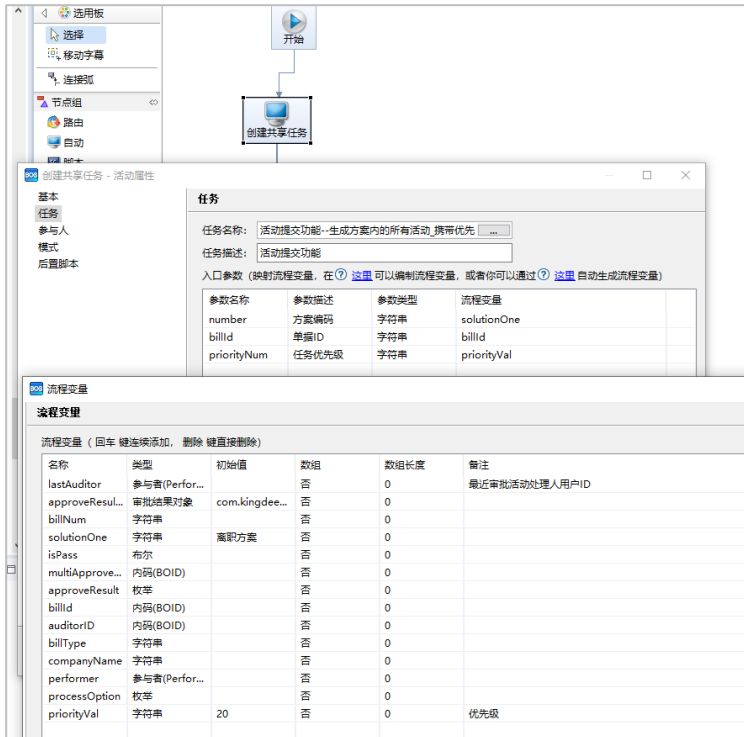 选用板
选择
移动字幕
连接弧
节点组
路由
自动
脚本
开始
创建共享任务
BOS 创建共享任务 - 活动属性
基本
任务
参与人
模式
后置脚本
任务
任务名称: 活动提交功能--生成方案内的所有活动_携带优先 ...
任务描述: 活动提交功能
入口参数 (映射流程变量, 在 ? 这里 可以编制流程变量, 或者你可以通过 ? 这里 自动生成流程变量)
参数名称 参数描述 参数类型 流程变量
number 方案编码 字符串 solutionOne
billId 单据ID 字符串 billId
priorityNum 任务优先级 字符串 priorityVal
BOS 流程变量
流程变量
流程变量 ( 回车 键连续添加, 删除 键直接删除)
名称 类型 初始值 数组 数组长度 备注
lastAuditor 参与者(Perfor... 否 0 最近审批活动处理人用户ID
approveResul... 审批结果对象 com.kingdee... 否 0
billNum 字符串 否 0
solutionOne 字符串 离职方案 否 0
isPass 布尔 否 0
multiApprove... 内码(BOID) 否 0
approveResult 枚举 否 0
billId 内码(BOID) 否 0
auditorID 内码(BOID) 否 0
billType 字符串 否 0
companyName 字符串 否 0
performer 参与者(Perfor... 否 0
processOption 枚举 否 0
priorityVal 字符串 20 否 0 优先级